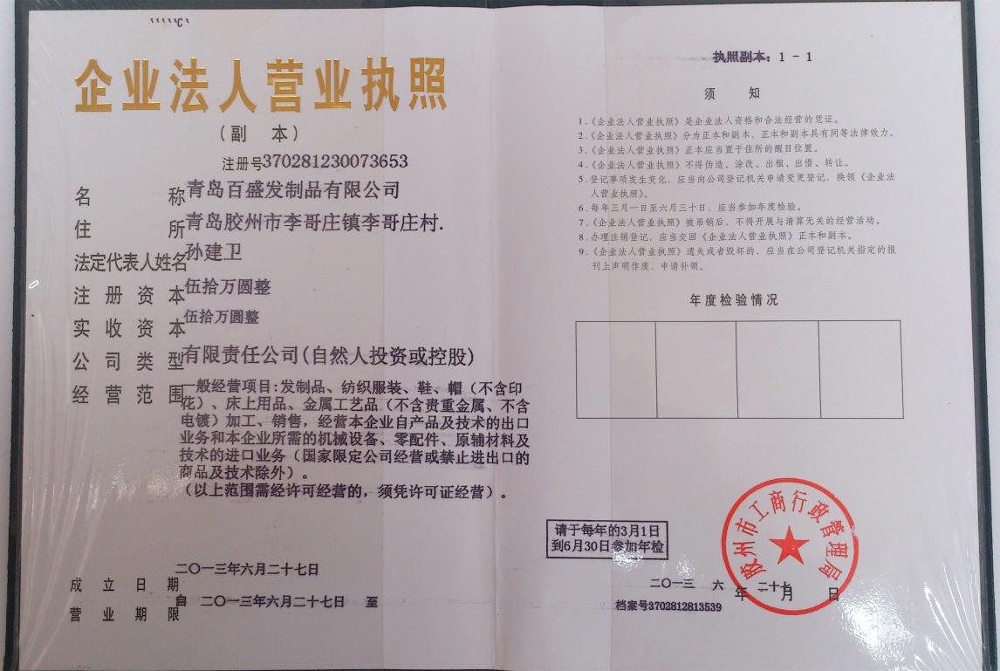 企业法人营业执照
(副 本)
注册号370281230073653
名 称青岛百盛发制品有限公司
住 所青岛胶州市李哥庄镇李哥庄村.
法定代表人姓名孙建卫
注 册 资 本伍拾万圆整
实 收 资 本伍拾万圆整
公 司 类 型有限责任公司(自然人投资或控股)
经 营 范 围一般经营项目:发制品、纺织服装、鞋、帽(不含印
花)、床上用品、金属工艺品(不含贵重金属、不含
电镀)加工、销售,经营本企业自产品及技术的出口
业务和本企业所需的机械设备、零配件、原辅材料及
技术的进口业务(国家限定公司经营或禁止进出口的
商品及技术除外)。
(以上范围需经许可经营的,须凭许可证经营)。
成 立 日 期 二〇一三年六月二十七日
营 业 期 限 自 二〇一三年六月二十七日 至
执照副本: 1 - 1
须 知
1.《企业法人营业执照》是企业法人资格和合法经营的凭证。
2.《企业法人营业执照》分为正本和副本,正本和副本具有同等法律效力。
3.《企业法人营业执照》正本应当置于住所的醒目位置。
4.《企业法人营业执照》不得伪造、涂改、出租、出借、转让。
5.登记事项发生变化,应当向公司登记机关申请变更登记,换领《企业法
人营业执照》。
6.每年三月一日至六月三十日,应当参加年度检验。
7.《企业法人营业执照》被吊销后,不得开展与清算无关的经营活动。
8.办理注销登记,应当交回《企业法人营业执照》正本和副本。
9.《企业法人营业执照》遗失或者毁坏的,应当在公司登记机关指定的报
刊上声明作废,申请补领。
年度检验情况
请于每年的3月1日
到6月30日参加年检
胶州市工商行政管理局
二〇一三 年 六 月 二十七 日
档案号3702812813539